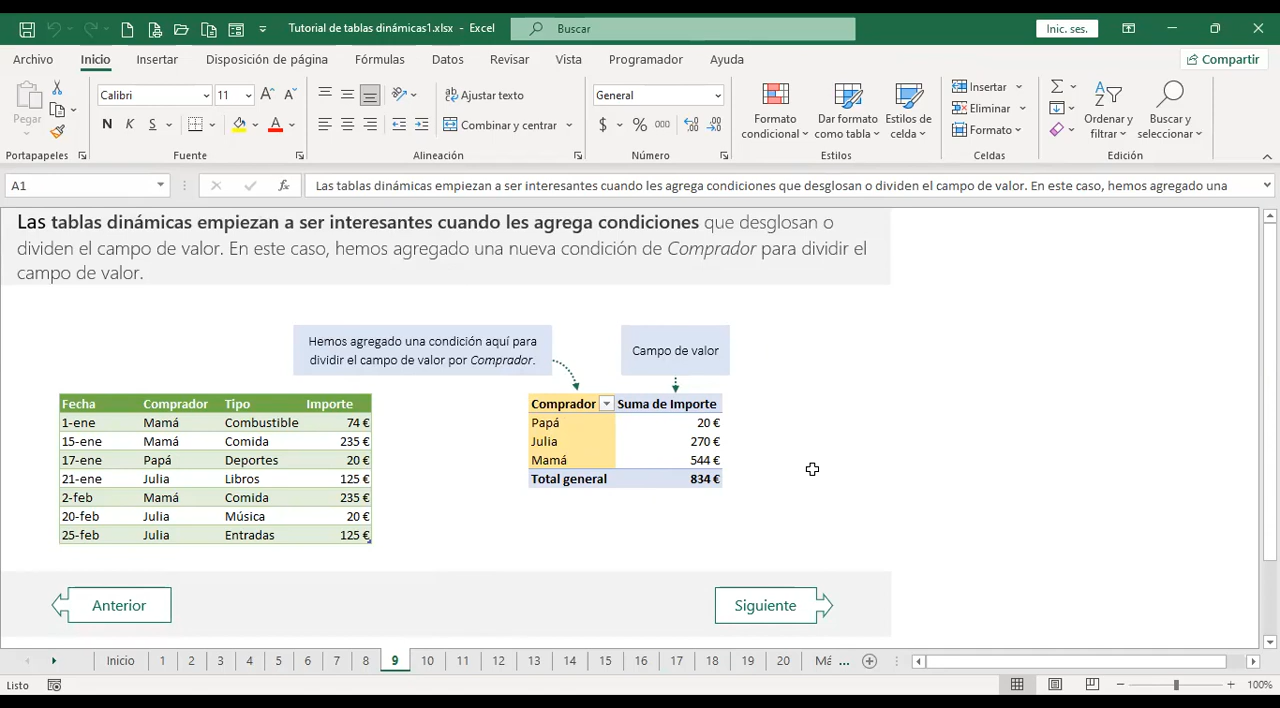 Tutorial de tablas dinámicas1.xlsx - Excel
Buscar
Inic. ses.
Archivo Inicio Insertar Disposición de página Fórmulas Datos Revisar Vista Programador Ayuda
Compartir
Pegar
Calibri 11
N K S
Ajustar texto
Combinar y centrar
General
$ % 000
Formato condicional
Dar formato como tabla
Estilos de celda
Insertar
Eliminar
Formato
Ordenar y filtrar
Buscar y seleccionar
Portapapeles Fuente Alineación Número Estilos Celdas Edición
A1
Las tablas dinámicas empiezan a ser interesantes cuando les agrega condiciones que desglosan o dividen el campo de valor. En este caso, hemos agregado una
Las tablas dinámicas empiezan a ser interesantes cuando les agrega condiciones que desglosan o
dividen el campo de valor. En este caso, hemos agregado una nueva condición de Comprador para dividir el
campo de valor.
Hemos agregado una condición aquí para
dividir el campo de valor por Comprador.
Campo de valor
Fecha Comprador Tipo Importe
1-ene Mamá Combustible 74 €
15-ene Mamá Comida 235 €
17-ene Papá Deportes 20 €
21-ene Julia Libros 125 €
2-feb Mamá Comida 235 €
20-feb Julia Música 20 €
25-feb Julia Entradas 125 €
Comprador Suma de Importe
Papá 20 €
Julia 270 €
Mamá 544 €
Total general 834 €
Anterior
Siguiente
Inicio 1 2 3 4 5 6 7 8 9 10 11 12 13 14 15 16 17 18 19 20 Má ...
Listo
100%